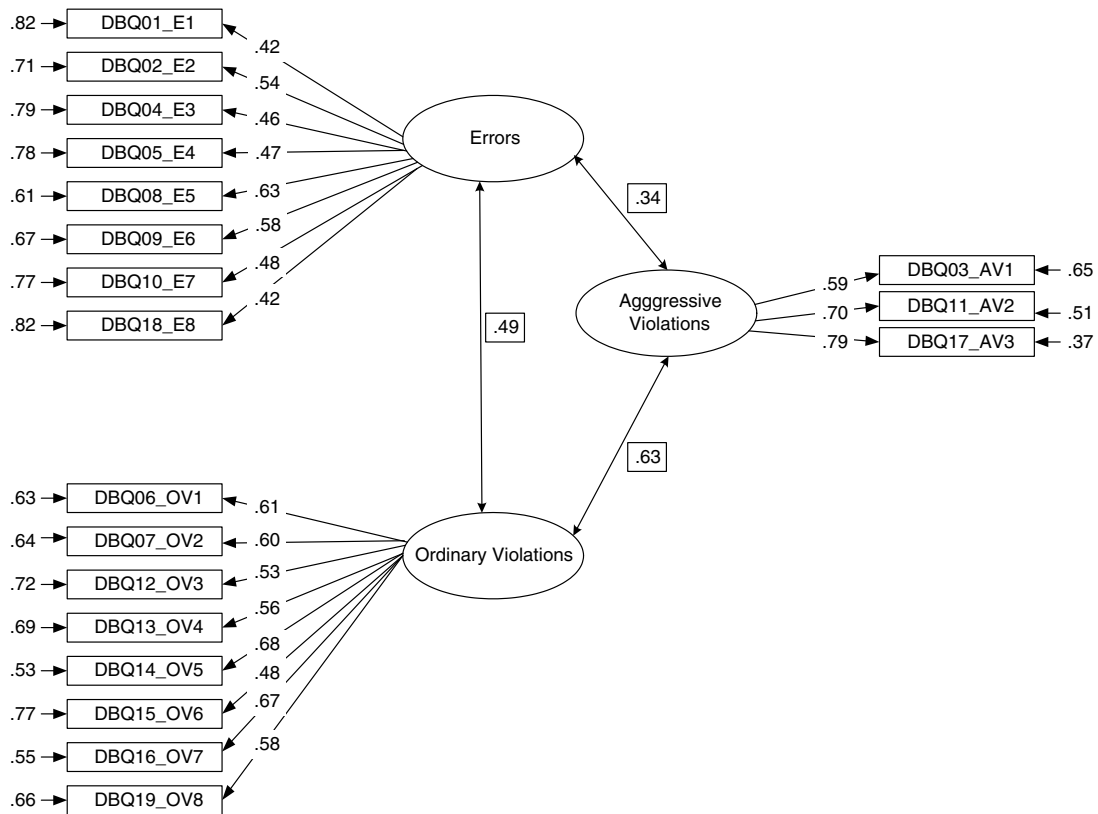 .82 DBQ01_E1
.42
.71 DBQ02_E2
.54
.79 DBQ04_E3
.46
.78 DBQ05_E4
.47
.61 DBQ08_E5
.63
.67 DBQ09_E6
.58
.77 DBQ10_E7
.48
.82 DBQ18_E8
.42
Errors
.34
.49
Agggressive
Violations
.59
DBQ03_AV1 .65
.70
DBQ11_AV2 .51
.79
DBQ17_AV3 .37
.63
.63 DBQ06_OV1
.61
.64 DBQ07_OV2
.60
.72 DBQ12_OV3
.53
.69 DBQ13_OV4
.56
.53 DBQ14_OV5
.68
.77 DBQ15_OV6
.48
.55 DBQ16_OV7
.67
.66 DBQ19_OV8
.58
Ordinary Violations